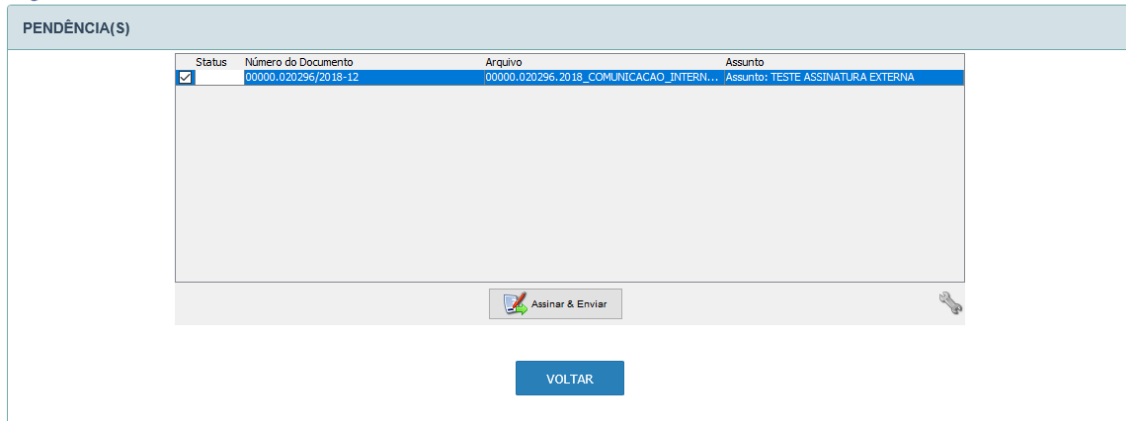 PENDÊNCIA(S)
Status Número do Documento Arquivo Assunto
00000.020296/2018-12 00000.020296.2018_COMUNICACAO_INTERN... Assunto: TESTE ASSINATURA EXTERNA
Assinar & Enviar
VOLTAR